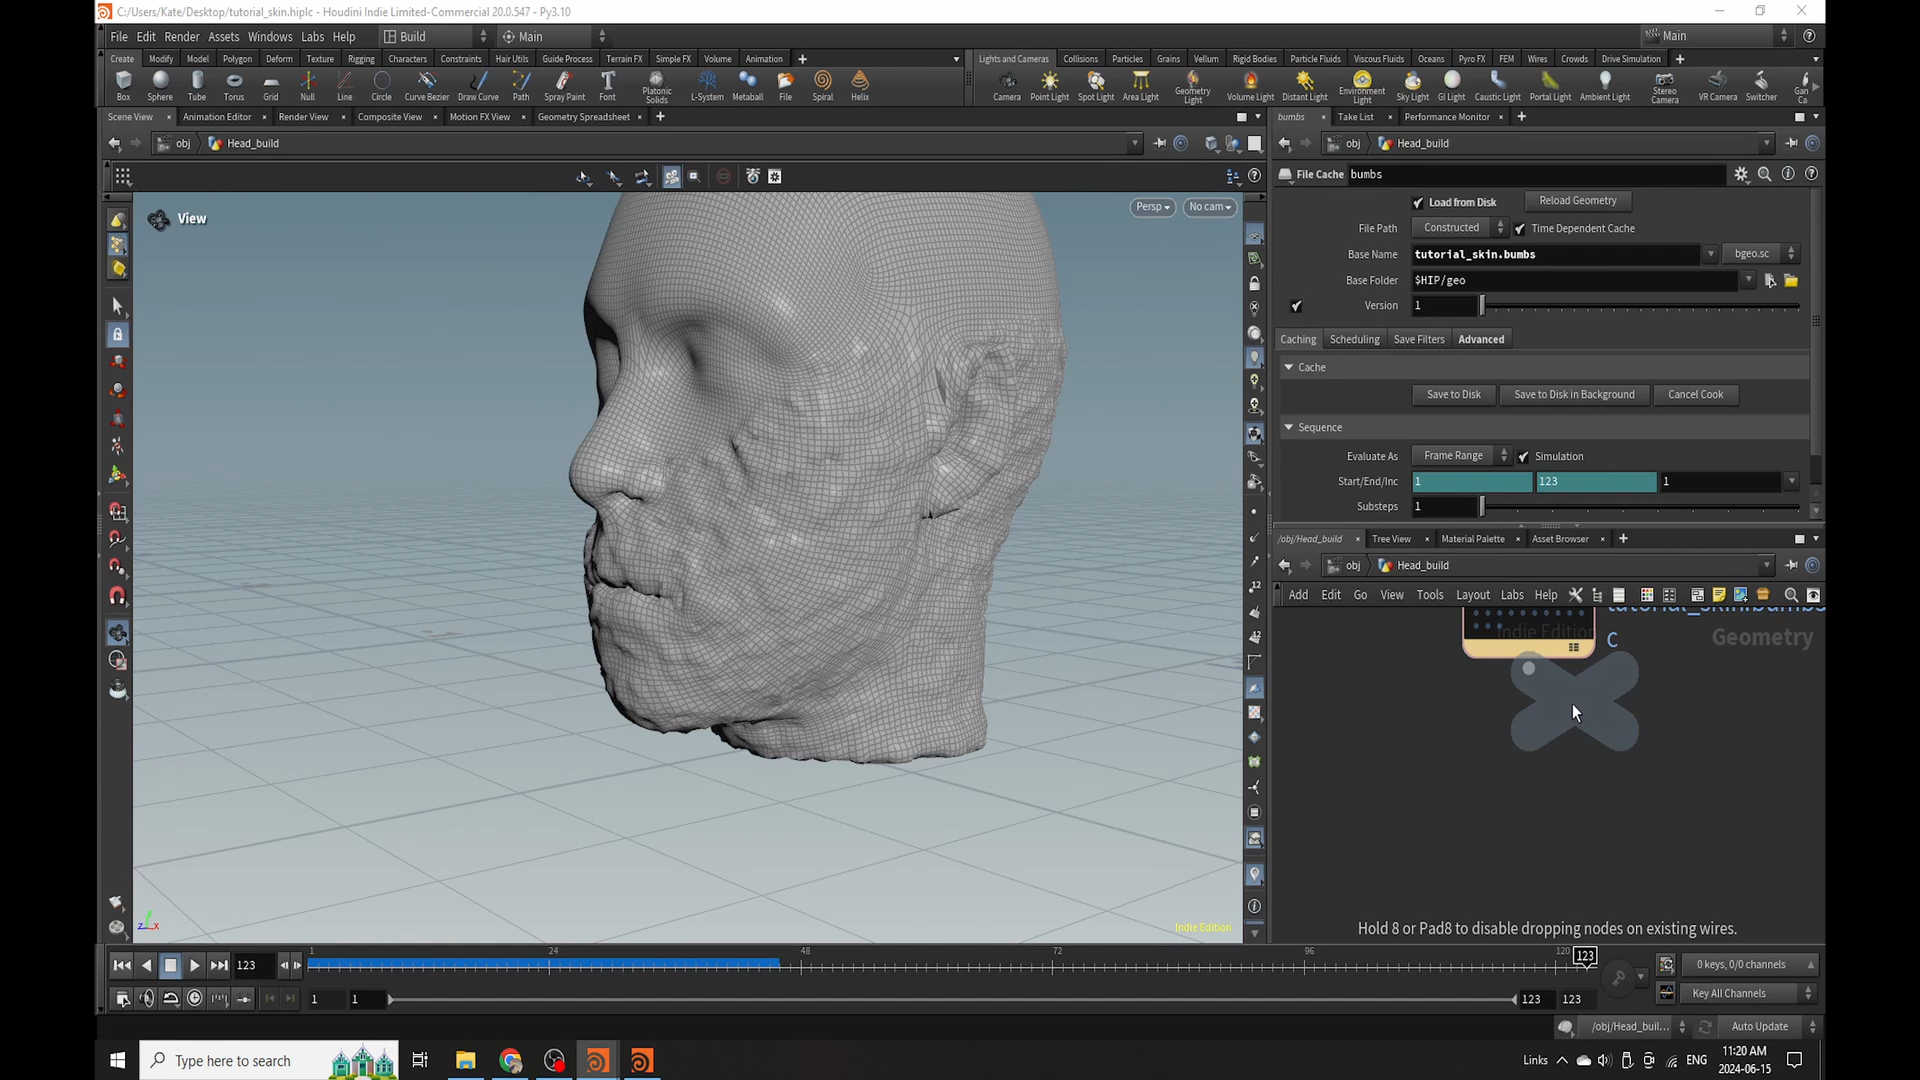 C:/Users/Kate/Desktop/tutorial_skin.hiplc - Houdini Indie Limited-Commercial 20.0.547 - Py3.10
File Edit Render Assets Windows Labs Help Build Main Main
Create Modify Model Polygon Deform Texture Rigging Characters Constraints Hair Utils Guide Process Terrain FX Simple FX Volume Animation
Lights and Cameras Collisions Particles Grains Vellum Rigid Bodies Particle Fluids Viscous Fluids Oceans Pyro FX FEM Wires Crowds Drive Simulation
Box Sphere Tube Torus Grid Null Line Circle Curve Bezier Draw Curve Path Spray Paint Font Platonic Solids L-System Metaball File Spiral Helix
Camera Point Light Spot Light Area Light Geometry Light Volume Light Distant Light Environment Light Sky Light GI Light Caustic Light Portal Light Ambient Light Stereo Camera VR Camera Switcher Gan Ca
Scene View Animation Editor Render View Composite View Motion FX View Geometry Spreadsheet
bumbs Take List Performance Monitor
obj Head_build
obj Head_build
View
Persp No cam
File Cache bumbs
Load from Disk Reload Geometry
File Path Constructed Time Dependent Cache
Base Name tutorial_skin.bumbs bgeo.sc
Base Folder $HIP/geo
Version 1
Caching Scheduling Save Filters Advanced
Cache
Save to Disk Save to Disk in Background Cancel Cook
Sequence
Evaluate As Frame Range Simulation
Start/End/Inc 1 123 1
Substeps 1
/obj/Head_build Tree View Material Palette Asset Browser
obj Head_build
Add Edit Go View Tools Layout Labs Help
tutorial_skin.bumbs
Indie Edition
C
Geometry
Hold 8 or Pad8 to disable dropping nodes on existing wires.
Indie Edition
123 1 24 48 72 96 120 123
0 keys, 0/0 channels
1 1 123 123 Key All Channels
/obj/Head_buil... Auto Update
Type here to search
Links ENG 11:20 AM
2024-06-15